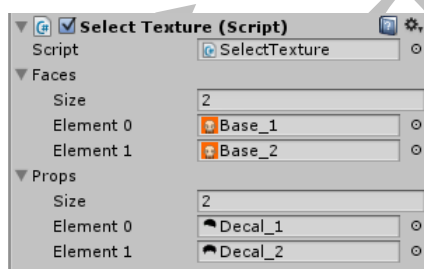 Select Texture (Script)
Script SelectTexture
Faces
Size 2
Element 0 Base_1
Element 1 Base_2
Props
Size 2
Element 0 Decal_1
Element 1 Decal_2